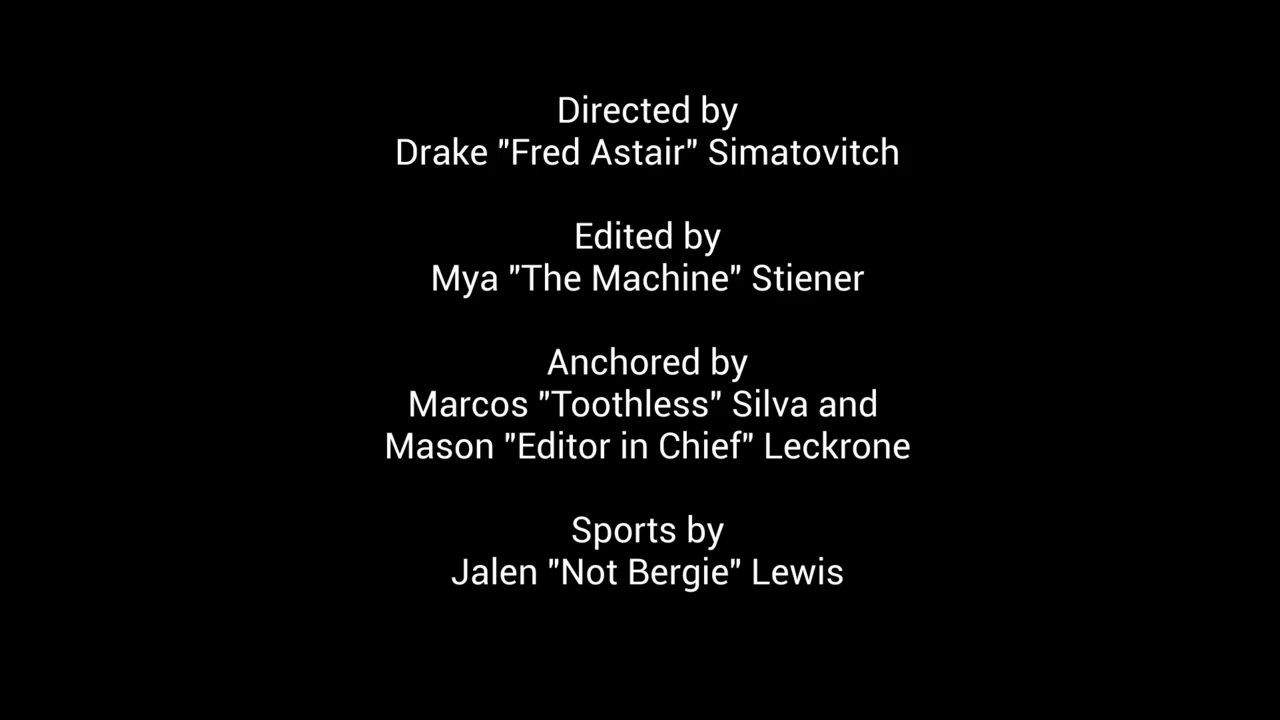 Directed by
Drake "Fred Astair" Simatovitch
Edited by
Mya "The Machine" Stiener
Anchored by
Marcos "Toothless" Silva and
Mason "Editor in Chief" Leckrone
Sports by
Jalen "Not Bergie" Lewis